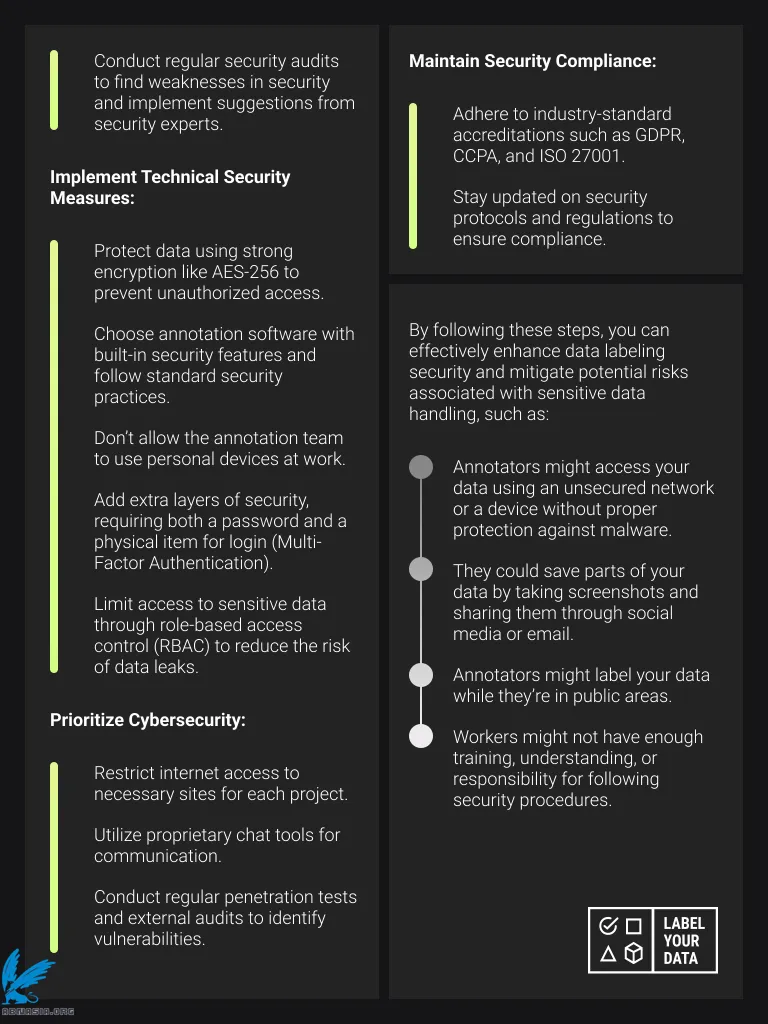 Conduct regular security audits
to find weaknesses in security
and implement suggestions from
security experts.
Implement Technical Security
Measures:
Protect data using strong
encryption like AES-256 to
prevent unauthorized access.
Choose annotation software with
built-in security features and
follow standard security
practices.
Don’t allow the annotation team
to use personal devices at work.
Add extra layers of security,
requiring both a password and a
physical item for login (Multi-
Factor Authentication).
Limit access to sensitive data
through role-based access
control (RBAC) to reduce the risk
of data leaks.
Prioritize Cybersecurity:
Restrict internet access to
necessary sites for each project.
Utilize proprietary chat tools for
communication.
Conduct regular penetration tests
and external audits to identify
vulnerabilities.
Maintain Security Compliance:
Adhere to industry-standard
accreditations such as GDPR,
CCPA, and ISO 27001.
Stay updated on security
protocols and regulations to
ensure compliance.
By following these steps, you can
effectively enhance data labeling
security and mitigate potential risks
associated with sensitive data
handling, such as:
Annotators might access your
data using an unsecured network
or a device without proper
protection against malware.
They could save parts of your
data by taking screenshots and
sharing them through social
media or email.
Annotators might label your data
while they’re in public areas.
Workers might not have enough
training, understanding, or
responsibility for following
security procedures.
LABEL
YOUR
DATA
ABNASIA.ORG